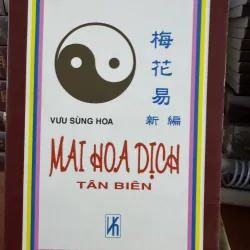 梅花易
新編
VƯU SÙNG HOA
MAI HOA DỊCH
TÂN BIÊN